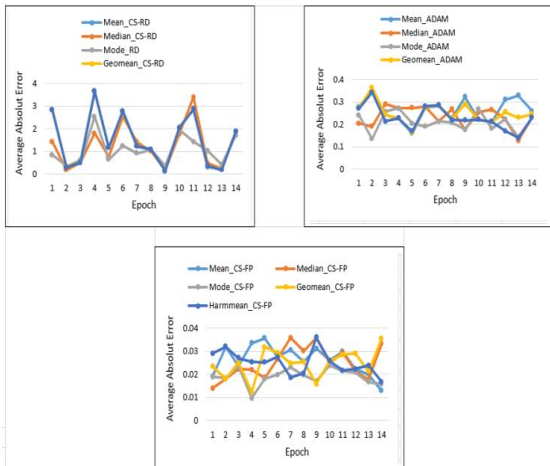 Mean_CS-RD
Median_CS-RD
Mode_RD
Geomean_CS-RD
Average Absolut Error
4
3
2
1
0
1 2 3 4 5 6 7 8 9 10 11 12 13 14
Epoch
Mean_ADAM
Median_ADAM
Mode_ADAM
Geomean_ADAM
Average Absolut Error
0.4
0.3
0.2
0.1
0
1 2 3 4 5 6 7 8 9 10 11 12 13 14
Epoch
Mean_CS-FP Median_CS-FP
Mode_CS-FP Geomean_CS-FP
Harmmean_CS-FP
Average Absolut Error
0.04
0.03
0.02
0.01
0
1 2 3 4 5 6 7 8 9 10 11 12 13 14
Epoch